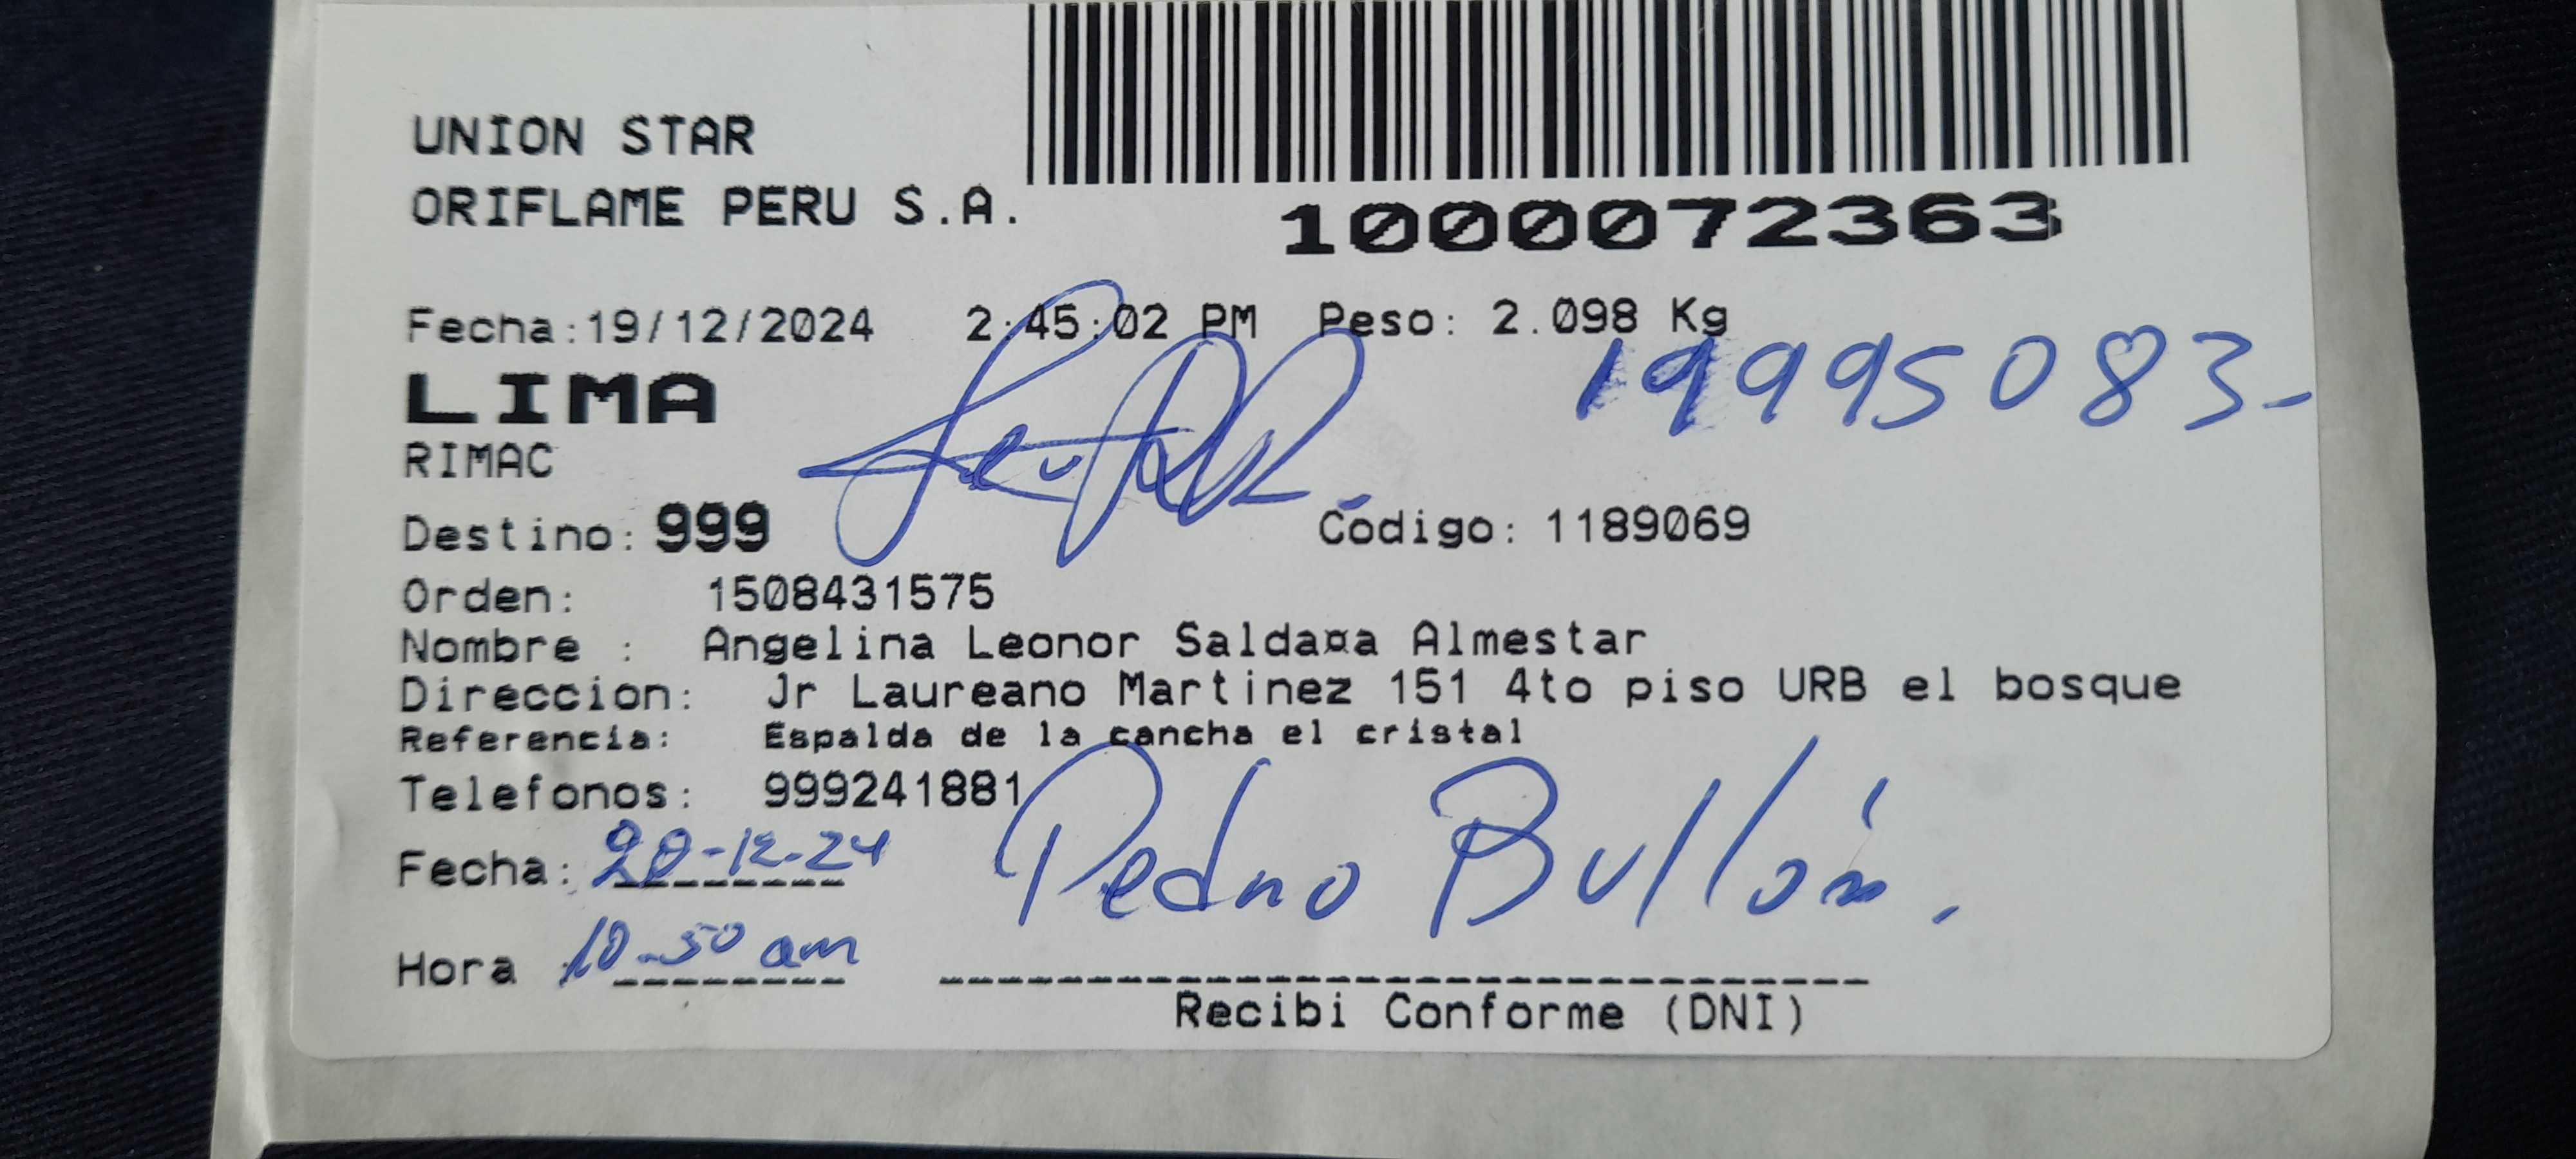 UNION STAR
ORIFLAME PERU S.A.
1000072363
Fecha:19/12/2024 2:45:02 PM Peso: 2.098 Kg
19995083-
LIMA
RIMAC
Destino: 999 Codigo: 1189069
Orden: 1508431575
Nombre : Angelina Leonor Salda¤a Almestar
Direccion: Jr Laureano Martinez 151 4to piso URB el bosque
Referencia: Espalda de la cancha el cristal
Telefonos: 999241881
Fecha: 20-12-24 Pedro Bullón.
Hora 10-50 am
Recibi Conforme (DNI)